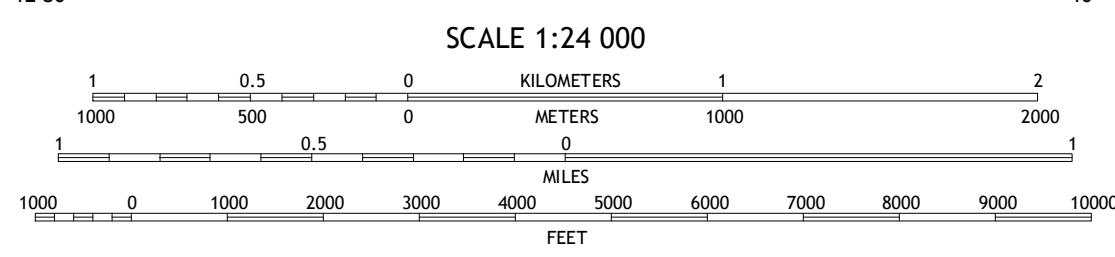 SCALE 1:24 000
1 0.5 0 KILOMETERS 1 2
1000 500 0 METERS 1000 2000
1 0.5 0 1
MILES
1000 0 1000 2000 3000 4000 5000 6000 7000 8000 9000 10000
FEET